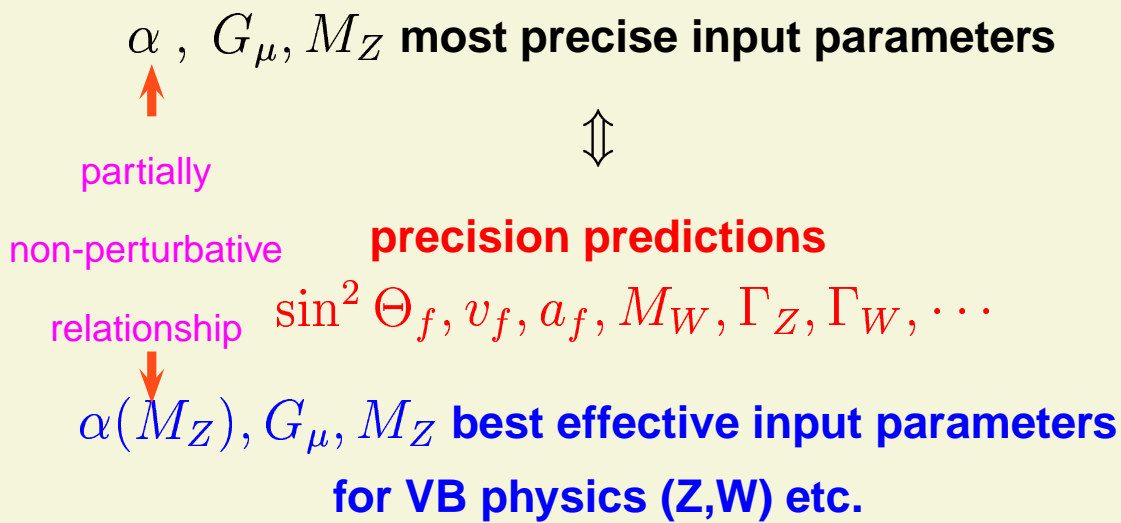 α , G_μ, M_Z most precise input parameters
⇕
partially
non-perturbative
relationship
precision predictions
sin² Θ_f, v_f, a_f, M_W, Γ_Z, Γ_W, ⋯
α(M_Z), G_μ, M_Z best effective input parameters
for VB physics (Z,W) etc.